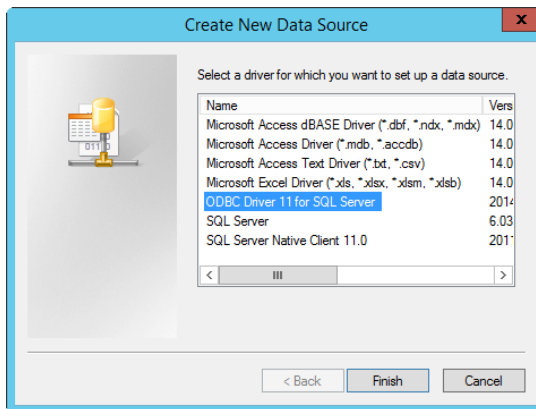 Create New Data Source
x
Select a driver for which you want to set up a data source.
Name Vers
Microsoft Access dBASE Driver (*.dbf, *.ndx, *.mdx) 14.0
Microsoft Access Driver (*.mdb, *.accdb) 14.0
Microsoft Access Text Driver (*.txt, *.csv) 14.0
Microsoft Excel Driver (*.xls, *.xlsx, *.xlsm, *.xlsb) 14.0
ODBC Driver 11 for SQL Server 2014
SQL Server 6.03
SQL Server Native Client 11.0 201
< Back Finish Cancel